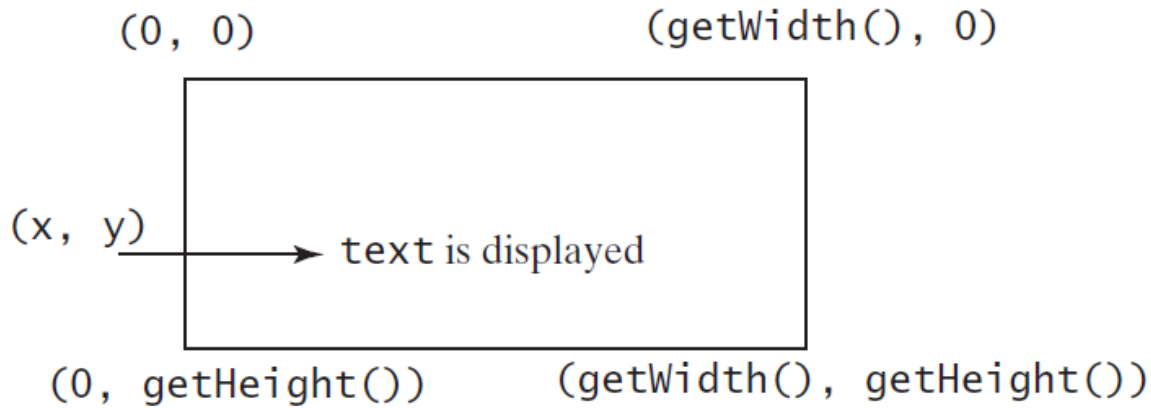 (0, 0) (getWidth(), 0)
(x, y)
text is displayed
(0, getHeight()) (getWidth(), getHeight())